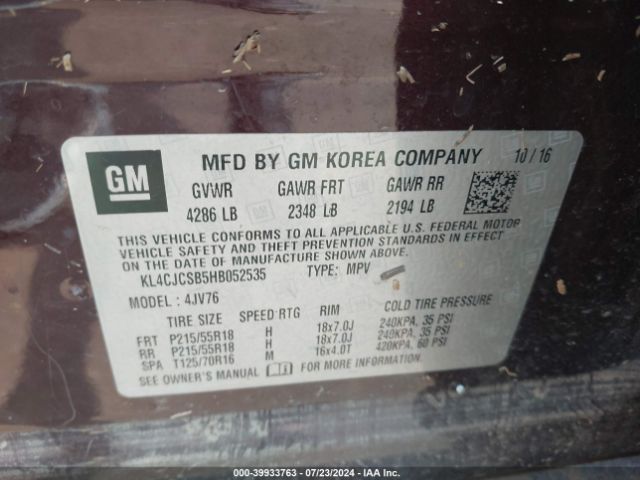 GM
MFD BY GM KOREA COMPANY 10/16
GVWR GAWR FRT GAWR RR
4286 LB 2348 LB 2194 LB
THIS VEHICLE CONFORMS TO ALL APPLICABLE U.S. FEDERAL MOTOR
VEHICLE SAFETY AND THEFT PREVENTION STANDARDS IN EFFECT
ON THE DATE OF MANUFACTURE SHOWN ABOVE.
KL4CJCSB5HB052535 TYPE: MPV
MODEL: 4JV76
TIRE SIZE SPEED RTG RIM COLD TIRE PRESSURE
FRT P215/55R18 H 18x7.0J 240KPA, 35 PSI
RR P215/55R18 H 18x7.0J 240KPA, 35 PSI
SPA T125/70R16 M 16x4.0T 420KPA, 60 PSI
SEE OWNER'S MANUAL FOR MORE INFORMATION.
000-39933763 - 07/23/2024 - IAA Inc.